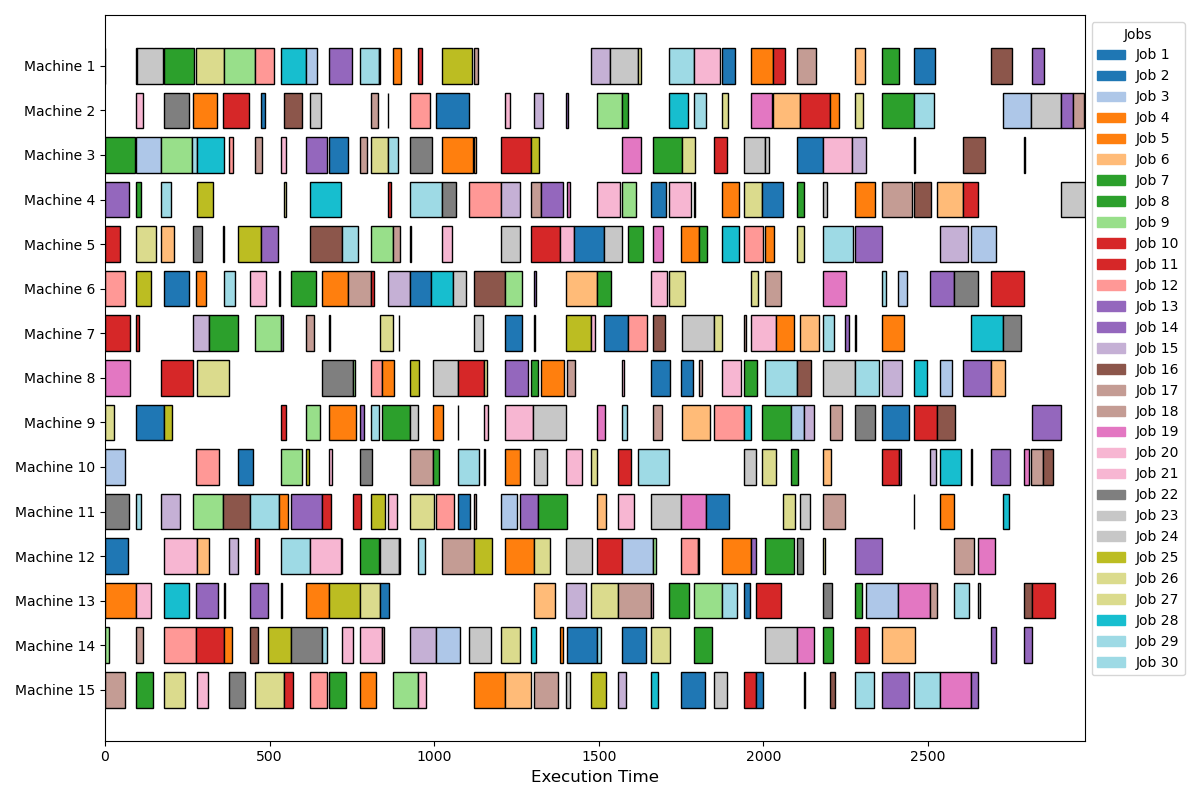 Machine 1
Machine 2
Machine 3
Machine 4
Machine 5
Machine 6
Machine 7
Machine 8
Machine 9
Machine 10
Machine 11
Machine 12
Machine 13
Machine 14
Machine 15
0 500 1000 1500 2000 2500
Execution Time
Jobs
Job 1
Job 2
Job 3
Job 4
Job 5
Job 6
Job 7
Job 8
Job 9
Job 10
Job 11
Job 12
Job 13
Job 14
Job 15
Job 16
Job 17
Job 18
Job 19
Job 20
Job 21
Job 22
Job 23
Job 24
Job 25
Job 26
Job 27
Job 28
Job 29
Job 30